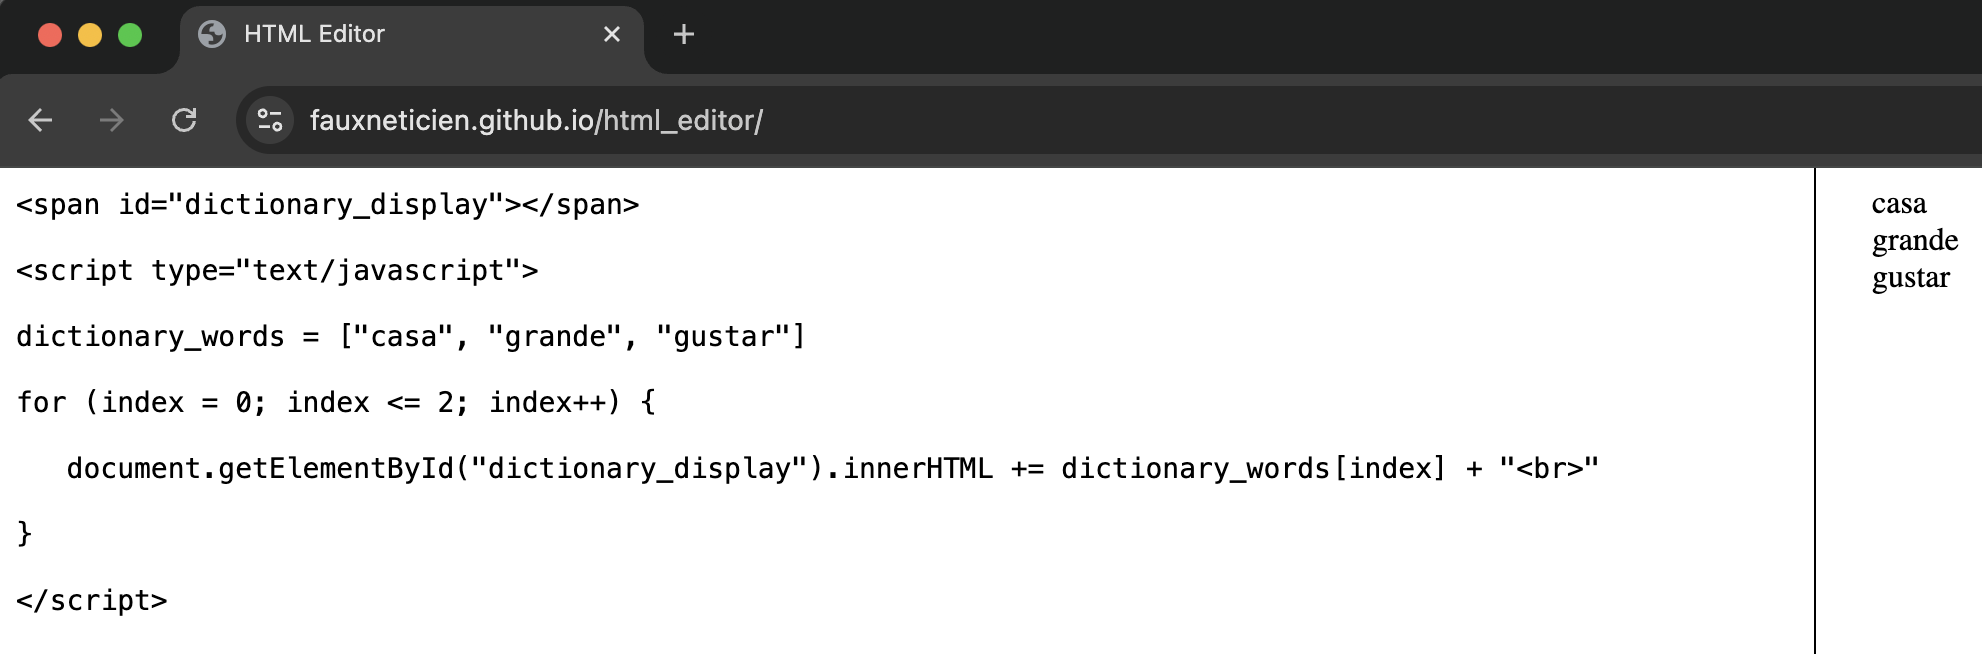 HTML Editor
fauxneticien.github.io/html_editor/
<span id="dictionary_display"></span>
<script type="text/javascript">
dictionary_words = ["casa", "grande", "gustar"]
for (index = 0; index <= 2; index++) {
   document.getElementById("dictionary_display").innerHTML += dictionary_words[index] + "<br>"
}
</script>
casa
grande
gustar